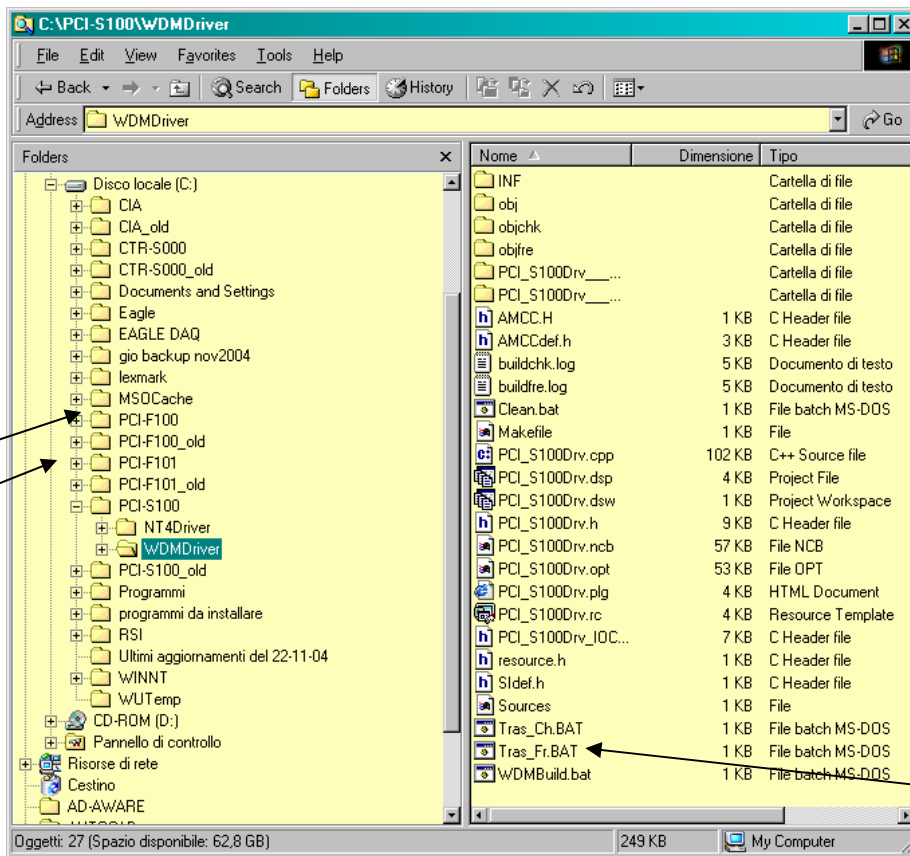 C:\PCI-S100\WDMDriver
File Edit View Favorites Tools Help
Back Search Folders History
Address WDMDriver Go
Folders
Disco locale (C:)
CIA
CIA_old
CTR-S000
CTR-S000_old
Documents and Settings
Eagle
EAGLE DAQ
gio backup nov2004
lexmark
MSOCache
PCI-F100
PCI-F100_old
PCI-F101
PCI-F101_old
PCI-S100
NT4Driver
WDMDriver
PCI-S100_old
Programmi
programmi da installare
RSI
Ultimi aggiornamenti del 22-11-04
WINNT
WUTemp
CD-ROM (D:)
Pannello di controllo
Risorse di rete
Cestino
AD-AWARE
Nome Dimensione Tipo
INF Cartella di file
obj Cartella di file
objchk Cartella di file
objfre Cartella di file
PCI_S100Drv___... Cartella di file
PCI_S100Drv___... Cartella di file
AMCC.H 1 KB C Header file
AMCCdef.h 3 KB C Header file
buildchk.log 5 KB Documento di testo
buildfre.log 5 KB Documento di testo
Clean.bat 1 KB File batch MS-DOS
Makefile 1 KB File
PCI_S100Drv.cpp 102 KB C++ Source file
PCI_S100Drv.dsp 4 KB Project File
PCI_S100Drv.dsw 1 KB Project Workspace
PCI_S100Drv.h 9 KB C Header file
PCI_S100Drv.ncb 57 KB File NCB
PCI_S100Drv.opt 53 KB File OPT
PCI_S100Drv.plg 4 KB HTML Document
PCI_S100Drv.rc 4 KB Resource Template
PCI_S100Drv_IOC... 7 KB C Header file
resource.h 1 KB C Header file
SIdef.h 1 KB C Header file
Sources 1 KB File
Tras_Ch.BAT 1 KB File batch MS-DOS
Tras_Fr.BAT 1 KB File batch MS-DOS
WDMBuild.bat 1 KB File batch MS-DOS
Oggetti: 27 (Spazio disponibile: 62,8 GB) 249 KB My Computer